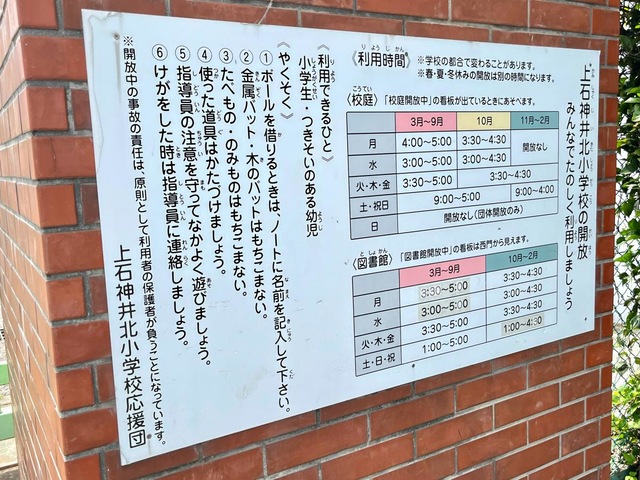 上石神井北小学校の開放
みんなでたのしく利用しましょう
《利用時間》
※学校の都合で変わることがあります。
※春・夏・冬休みの開放は別の時間になります。
〈校庭〉「校庭開放中」の看板が出ているときにあそべます。
3月～9月 10月 11月～2月
月 4:00～5:00 3:30～4:30 開放なし
水 3:00～5:00 3:00～4:30
火・木・金 3:30～5:00 3:30～4:30
土・祝日 9:00～5:00 9:00～4:00
日 開放なし(団体開放のみ)
〈図書館〉「図書館開放中」の看板は西門から見えます。
3月～9月 10月～2月
月 3:30～5:00 3:30～4:30
水 3:00～5:00 3:00～4:30
火・木・金 3:30～5:00 3:30～4:30
土・日・祝 1:00～5:00 1:00～4:30
《利用できるひと》
小学生・つきそいのある幼児
《やくそく》
①ボールを借りるときは、ノートに名前を記入して下さい。
②金属バット・木のバットはもちこまない。
③たべもの・のみものはもちこまない。
④使った道具はかたづけましょう。
⑤指導員の注意を守ってなかよく遊びましょう。
⑥けがをした時は指導員に連絡しましょう。
※開放中の事故の責任は、原則として利用者の保護者が負うことになっています。
上石神井北小学校応援団